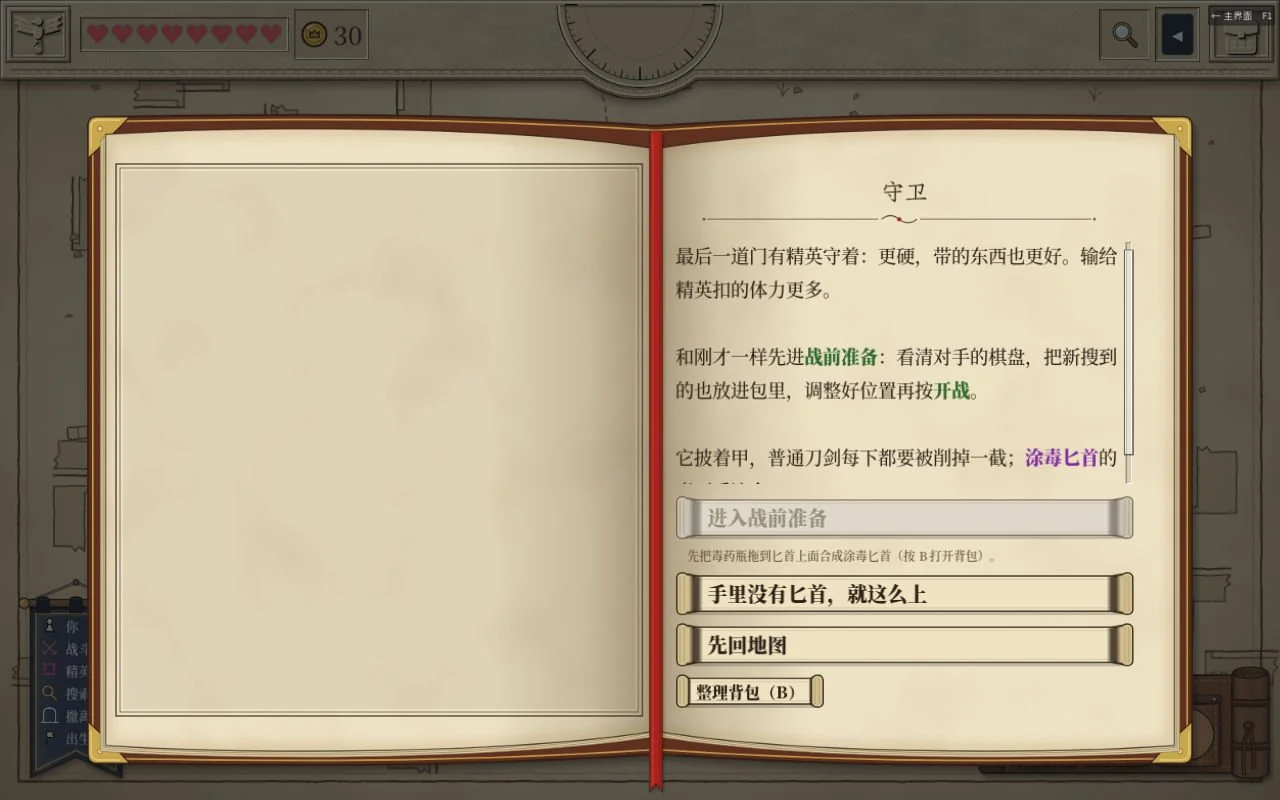 30
← 主界面 F1
守卫
最后一道门有精英守着：更硬，带的东西也更好。输给
精英扣的体力更多。
和刚才一样先进战前准备：看清对手的棋盘，把新搜到
的也放进包里，调整好位置再按开战。
它披着甲，普通刀剑每下都要被削掉一截；涂毒匕首的
进入战前准备
先把毒药瓶拖到匕首上面合成涂毒匕首（按 B 打开背包）。
手里没有匕首，就这么上
先回地图
整理背包（B）
你
战斗
精英
搜索
撤离
出生